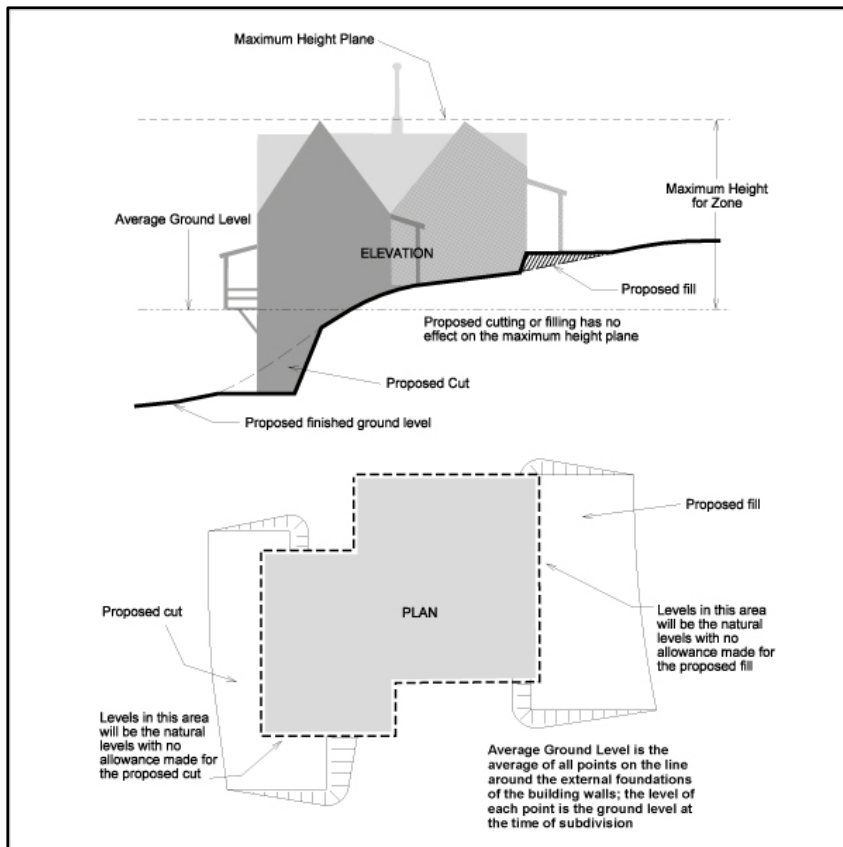 Maximum Height Plane
Maximum Height
for Zone
Average Ground Level
ELEVATION
Proposed fill
Proposed cutting or filling has no
effect on the maximum height plane
Proposed Cut
Proposed finished ground level
Proposed fill
Proposed cut
PLAN
Levels in this area
will be the natural
levels with no
allowance made for
the proposed fill
Levels in this area
will be the natural
levels with no
allowance made for
the proposed cut
Average Ground Level is the
average of all points on the line
around the external foundations
of the building walls; the level of
each point is the ground level at
the time of subdivision